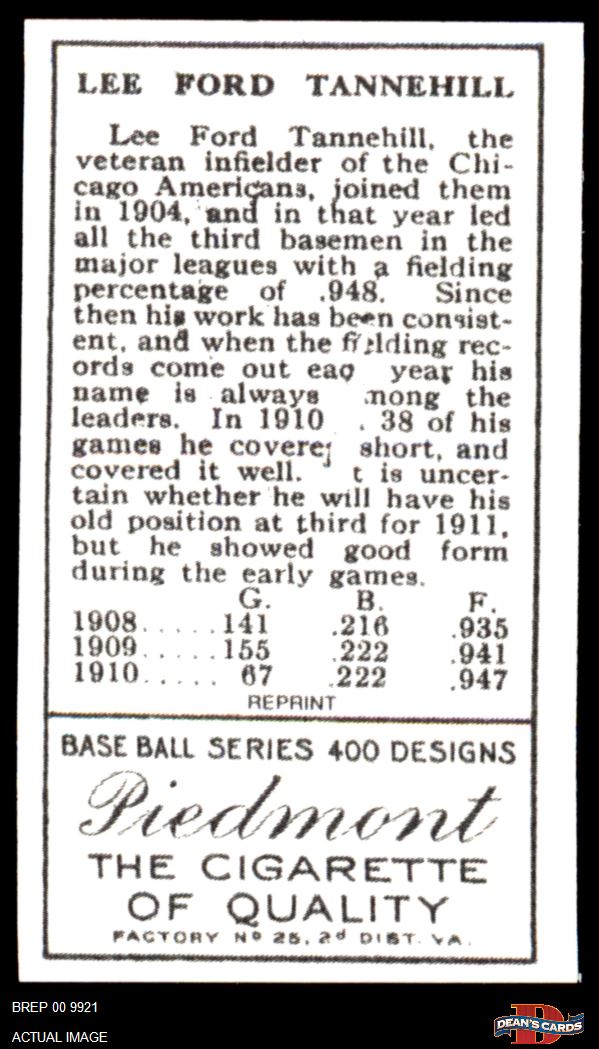 LEE FORD TANNEHILL
Lee Ford Tannehill, the
veteran infielder of the Chi-
cago Americans, joined them
in 1904, and in that year led
all the third basemen in the
major leagues with a fielding
percentage of .948. Since
then his work has been consist-
ent, and when the fielding rec-
ords come out eac year his
name is always mong the
leaders. In 1910 . 38 of his
games he covere short, and
covered it well. t is uncer-
tain whether he will have his
old position at third for 1911,
but he showed good form
during the early games.
G. B. F.
1908.....141 .216 .935
1909.....155 .222 .941
1910..... 67 .222 .947
REPRINT
BASE BALL SERIES 400 DESIGNS
Piedmont
THE CIGARETTE
OF QUALITY
FACTORY Nº 25, 2d DIST. VA.
BREP 00 9921
ACTUAL IMAGE
D
DEAN'S CARDS